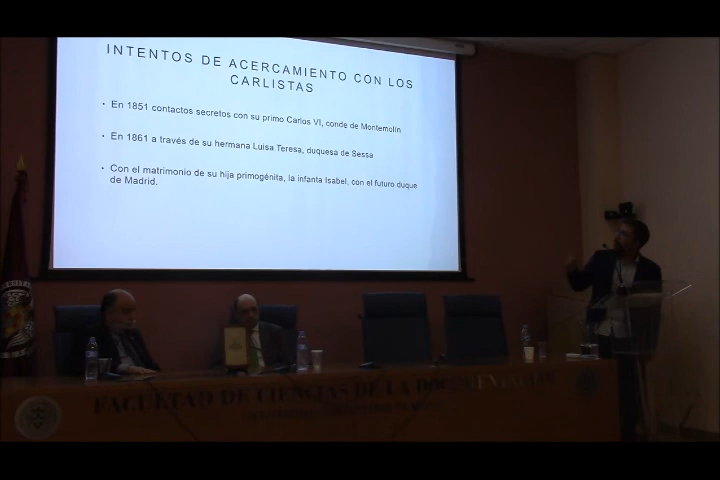 INTENTOS DE ACERCAMIENTO CON LOS
CARLISTAS
• En 1851 contactos secretos con su primo Carlos VI, conde de Montemolín
• En 1861 a través de su hermana Luisa Teresa, duquesa de Sessa
• Con el matrimonio de su hija primogénita, la infanta Isabel, con el futuro duque
de Madrid.
FACULTAD DE CIENCIAS DE LA DOCUMENTACIÓN